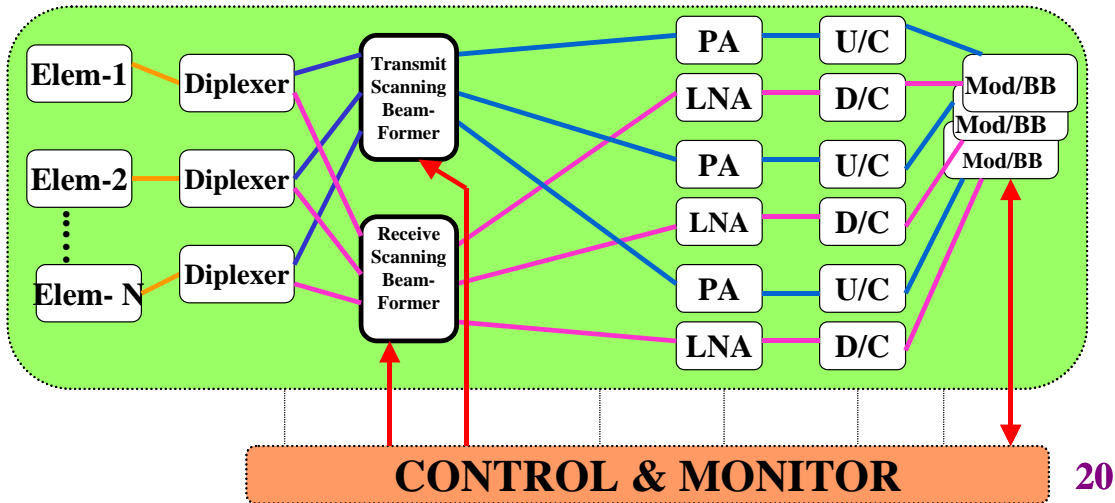 Elem-1
Elem-2
Elem- N
Diplexer
Diplexer
Diplexer
Transmit
Scanning
Beam-
Former
Receive
Scanning
Beam-
Former
PA
LNA
PA
LNA
PA
LNA
U/C
D/C
U/C
D/C
U/C
D/C
Mod/BB
Mod/BB
Mod/BB
CONTROL & MONITOR
20